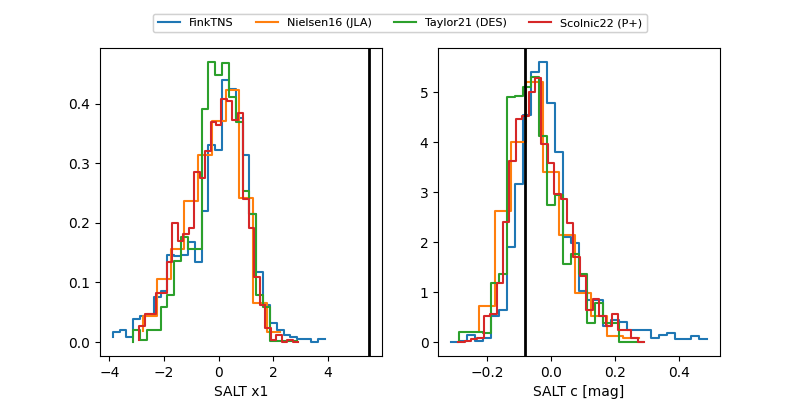 FinkTNS Nielsen16 (JLA) Taylor21 (DES) Scolnic22 (P+)
0.4
0.3
0.2
0.1
0.0
−4 −2 0 2 4
SALT x1
5
4
3
2
1
0
−0.2 0.0 0.2 0.4
SALT c [mag]